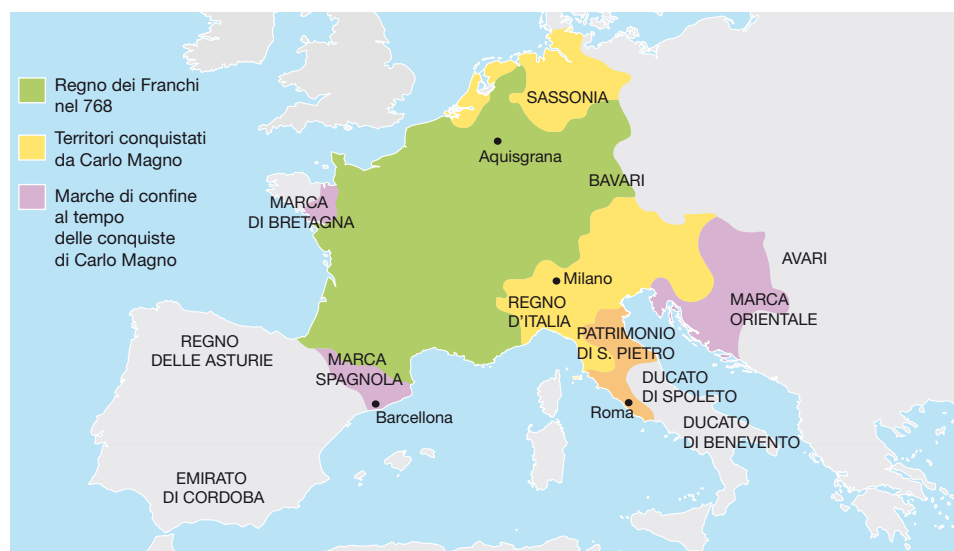 Regno dei Franchi
nel 768
Territori conquistati
da Carlo Magno
Marche di confine
al tempo
delle conquiste
di Carlo Magno
SASSONIA
Aquisgrana
BAVARI
MARCA
DI BRETAGNA
AVARI
Milano
MARCA
ORIENTALE
REGNO
D'ITALIA
PATRIMONIO
DI S. PIETRO
REGNO
DELLE ASTURIE
MARCA
SPAGNOLA
DUCATO
DI SPOLETO
Barcellona
Roma
DUCATO
DI BENEVENTO
EMIRATO
DI CORDOBA